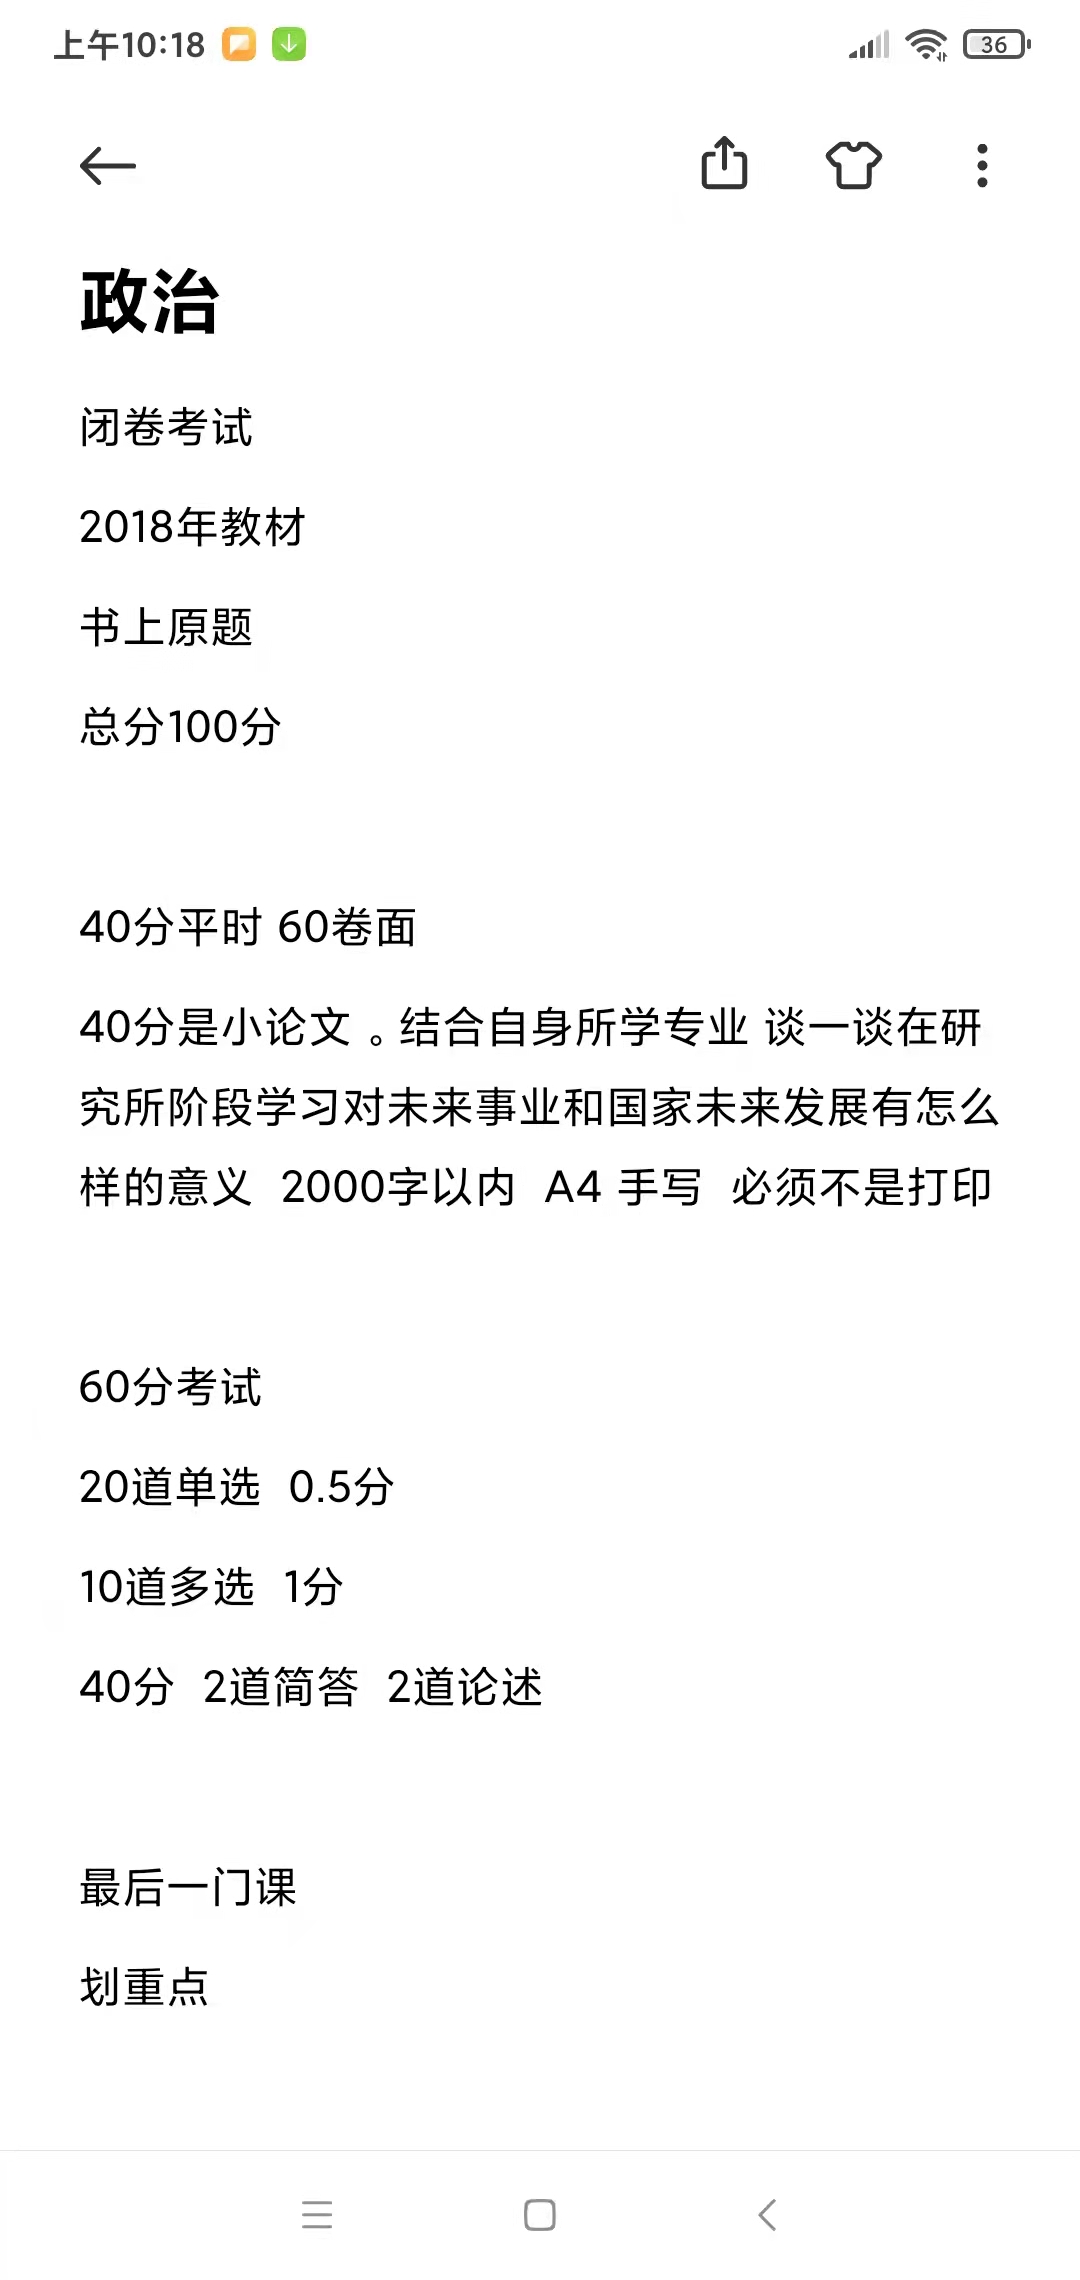 上午10:18
36
政治
闭卷考试
2018年教材
书上原题
总分100分
40分平时 60卷面
40分是小论文 。结合自身所学专业 谈一谈在研
究所阶段学习对未来事业和国家未来发展有怎么
样的意义  2000字以内  A4 手写  必须不是打印
60分考试
20道单选  0.5分
10道多选  1分
40分  2道简答  2道论述
最后一门课
划重点